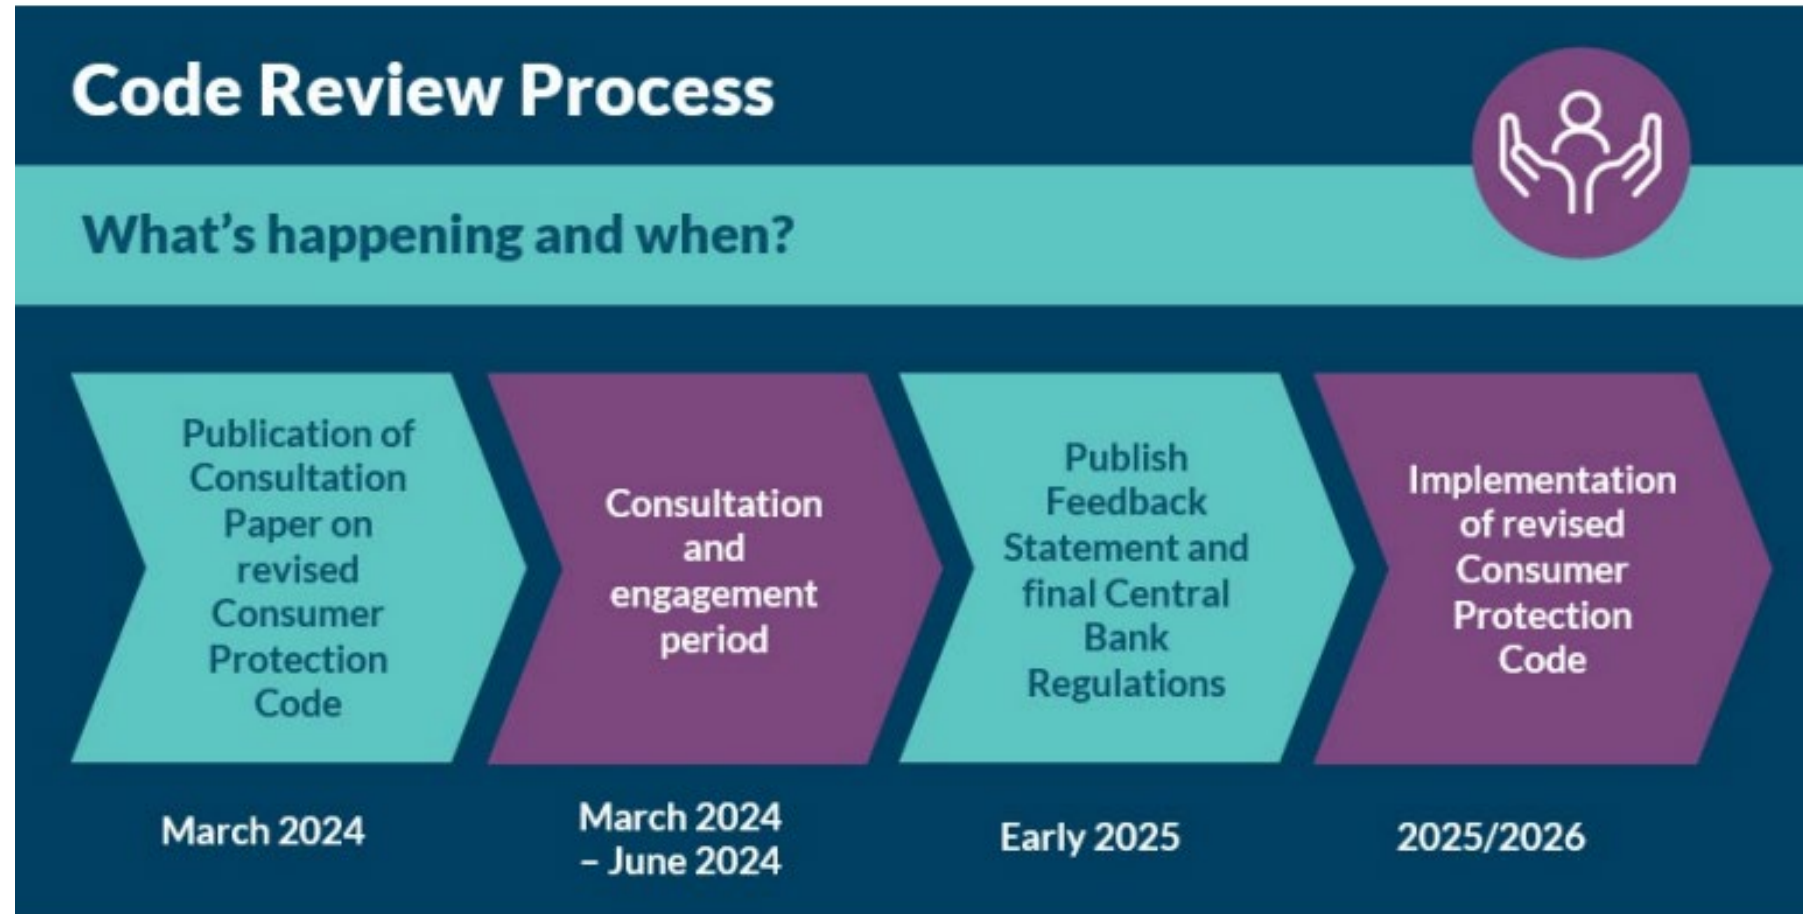 Code Review Process
What's happening and when?
Publication of
Consultation
Paper on
revised
Consumer
Protection
Code
March 2024
Consultation
and
engagement
period
March 2024
– June 2024
Publish
Feedback
Statement and
final Central
Bank
Regulations
Early 2025
Implementation
of revised
Consumer
Protection
Code
2025/2026